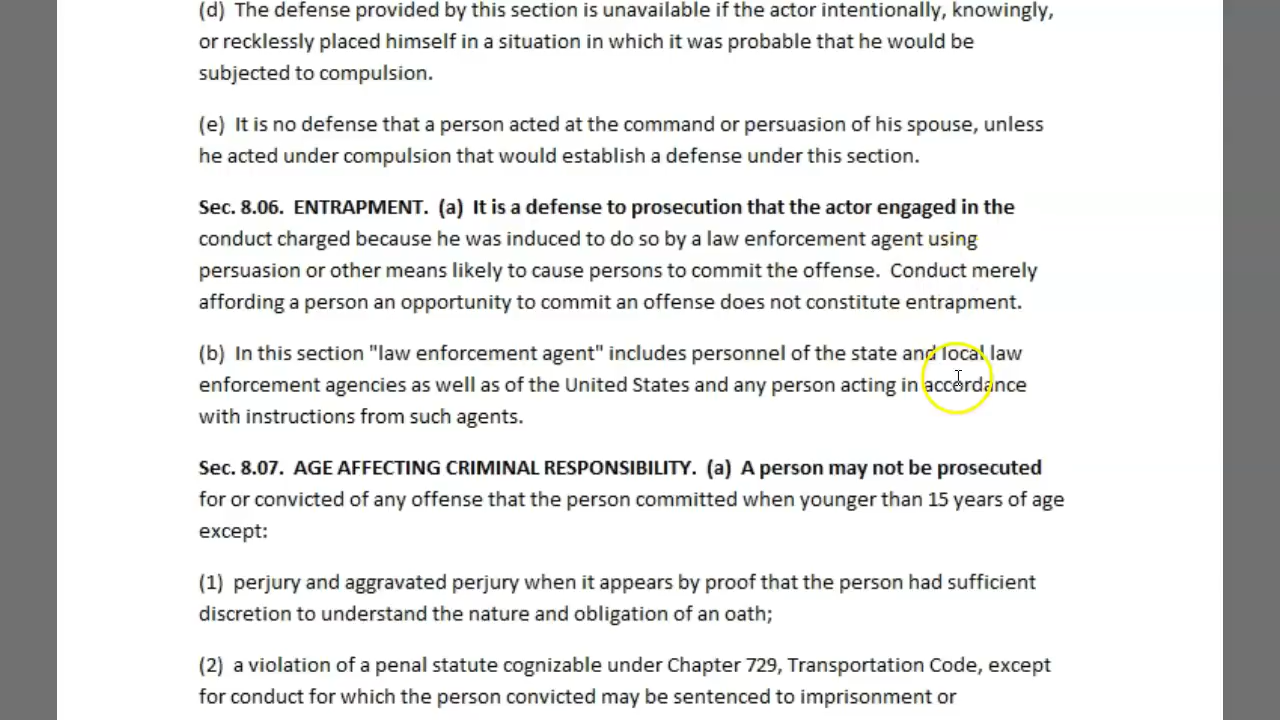 (d)  The defense provided by this section is unavailable if the actor intentionally, knowingly,
or recklessly placed himself in a situation in which it was probable that he would be
subjected to compulsion.
(e)  It is no defense that a person acted at the command or persuasion of his spouse, unless
he acted under compulsion that would establish a defense under this section.
Sec. 8.06.  ENTRAPMENT.  (a)  It is a defense to prosecution that the actor engaged in the
conduct charged because he was induced to do so by a law enforcement agent using
persuasion or other means likely to cause persons to commit the offense.  Conduct merely
affording a person an opportunity to commit an offense does not constitute entrapment.
(b)  In this section "law enforcement agent" includes personnel of the state and local law
enforcement agencies as well as of the United States and any person acting in accordance
with instructions from such agents.
Sec. 8.07.  AGE AFFECTING CRIMINAL RESPONSIBILITY.  (a)  A person may not be prosecuted
for or convicted of any offense that the person committed when younger than 15 years of age
except:
(1)  perjury and aggravated perjury when it appears by proof that the person had sufficient
discretion to understand the nature and obligation of an oath;
(2)  a violation of a penal statute cognizable under Chapter 729, Transportation Code, except
for conduct for which the person convicted may be sentenced to imprisonment or